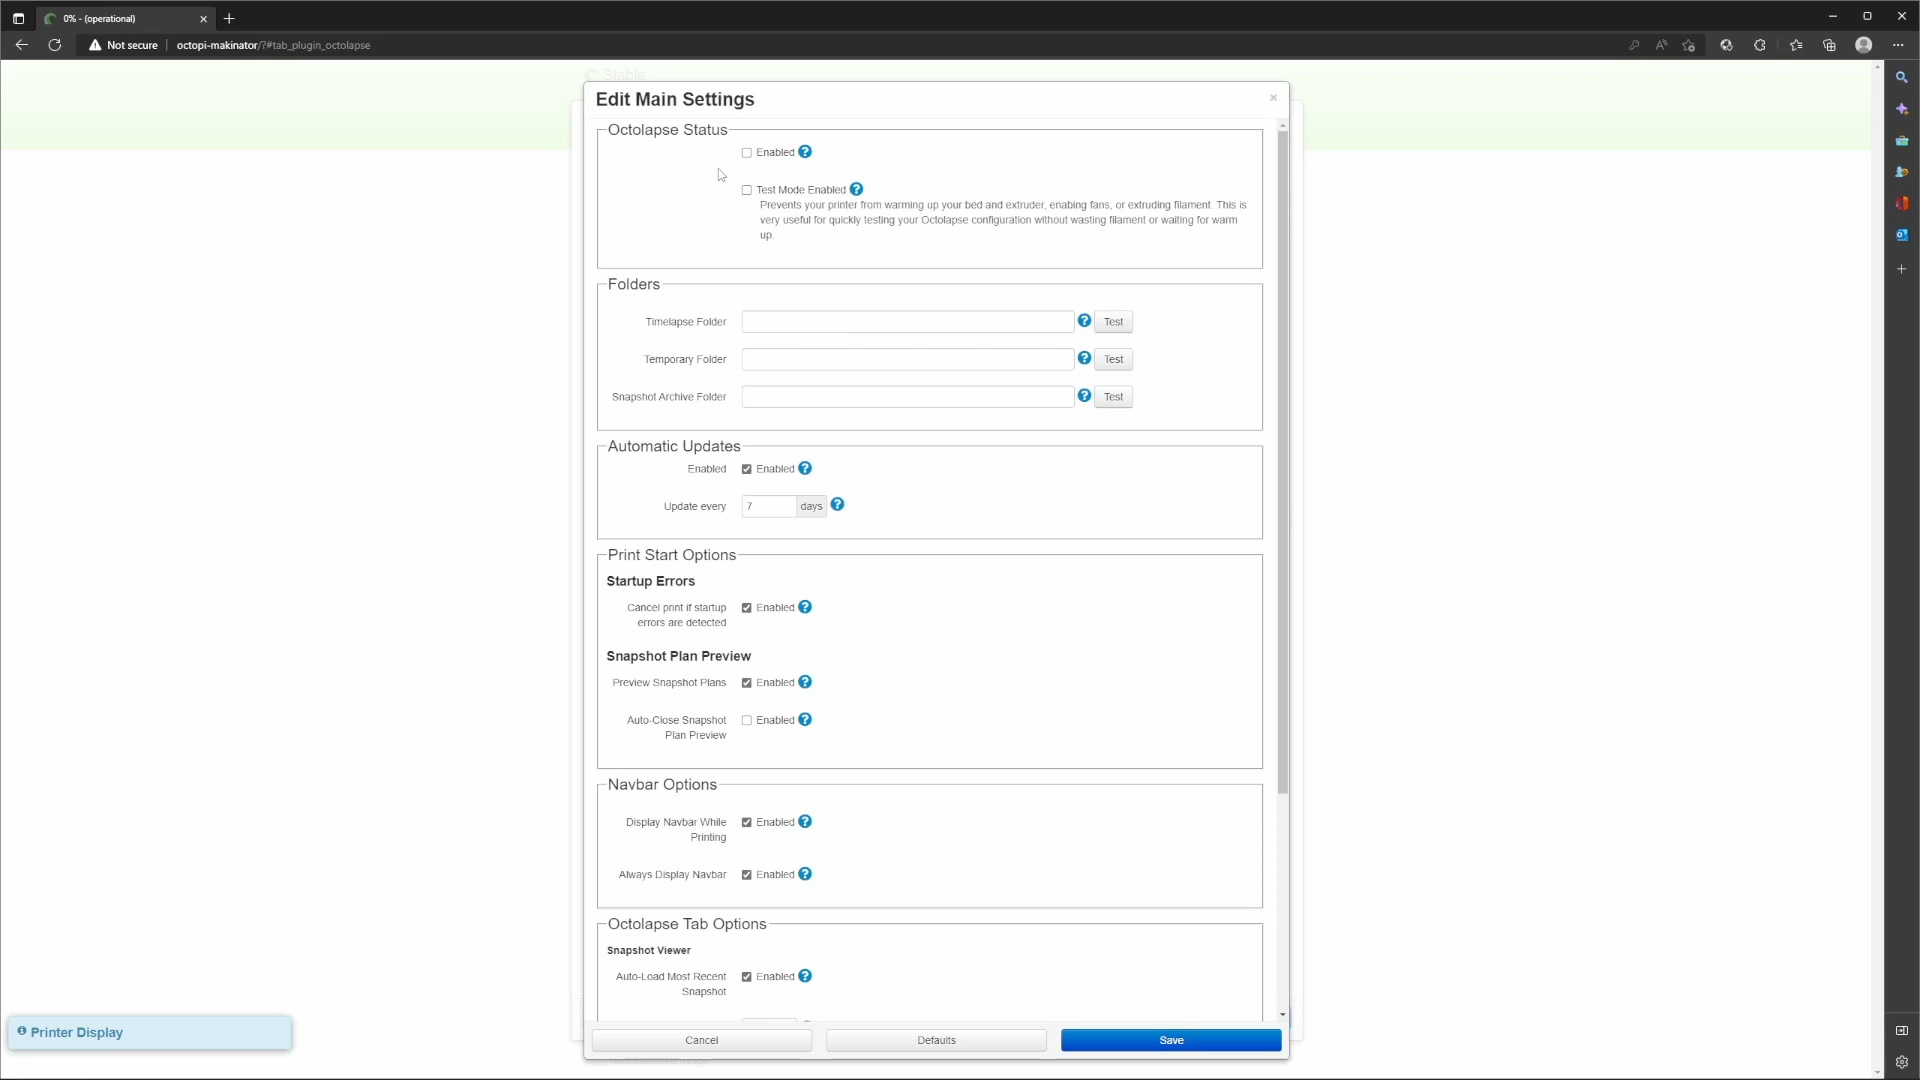 0% - (operational)
Not secure
octopi-makinator/?#tab_plugin_octolapse
Stable
Edit Main Settings
×
Octolapse Status
Enabled
Test Mode Enabled
Prevents your printer from warming up your bed and extruder, enabling fans, or extruding filament. This is
very useful for quickly testing your Octolapse configuration without wasting filament or waiting for warm
up.
Folders
Timelapse Folder
Test
Temporary Folder
Test
Snapshot Archive Folder
Test
Automatic Updates
Enabled Enabled
Update every 7 days
Print Start Options
Startup Errors
Cancel print if startup Enabled
errors are detected
Snapshot Plan Preview
Preview Snapshot Plans Enabled
Auto-Close Snapshot Enabled
Plan Preview
Navbar Options
Display Navbar While Enabled
Printing
Always Display Navbar Enabled
Octolapse Tab Options
Snapshot Viewer
Auto-Load Most Recent Enabled
Snapshot
Printer Display
Cancel Defaults Save